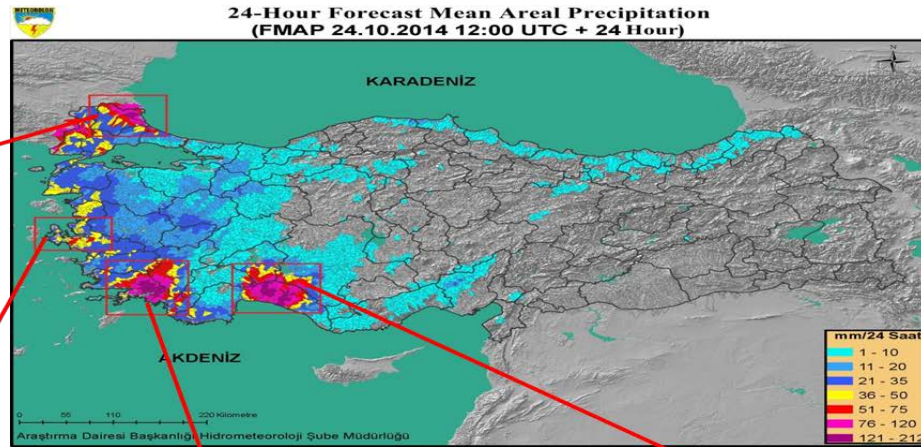 METEOROLOJİ
24-Hour Forecast Mean Areal Precipitation
(FMAP 24.10.2014 12:00 UTC + 24 Hour)
KARADENİZ
N
AKDENİZ
mm/24 Saat
1 - 10
11 - 20
21 - 35
36 - 50
51 - 75
76 - 120
0 55 110 220 Kilometre
Araştırma Dairesi Başkanlığı Hidrometeoroloji Şube Müdürlüğü